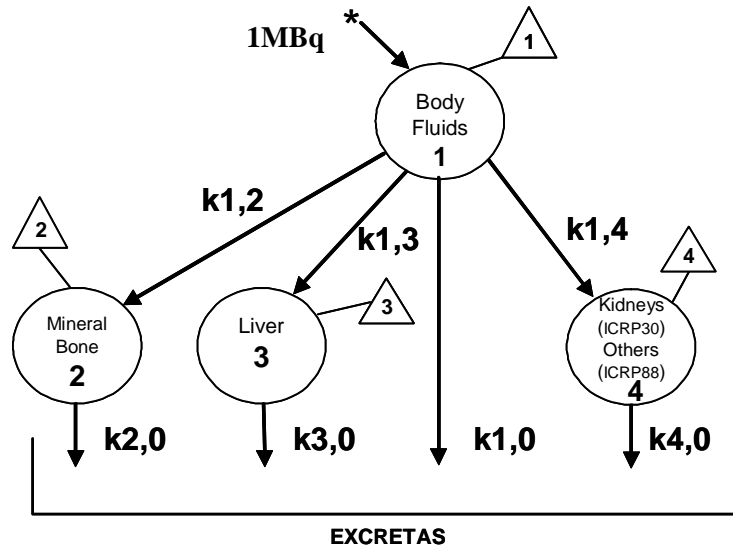 1MBq
*
1
Body
Fluids
1
k1,2
k1,3
k1,4
2
3
4
Mineral
Bone
2
Liver
3
Kidneys
(ICRP30)
Others
(ICRP88)
4
k2,0
k3,0
k1,0
k4,0
EXCRETAS